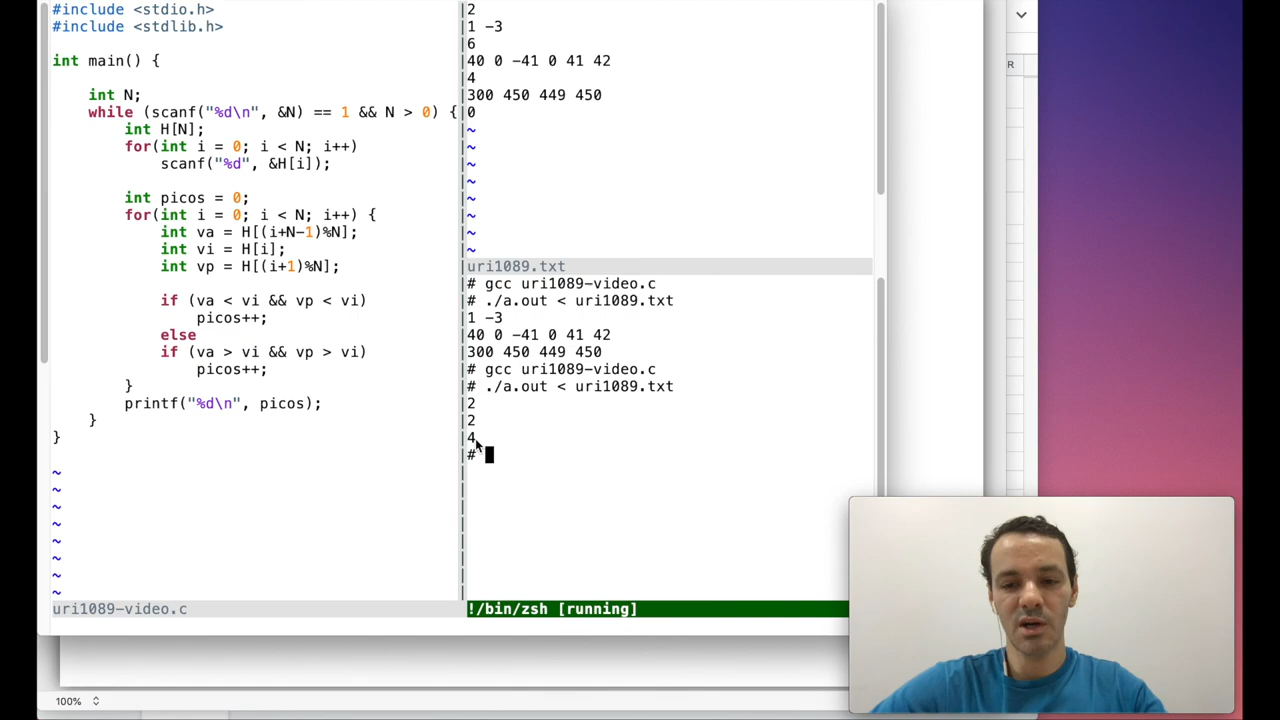 #include <stdio.h>
#include <stdlib.h>
int main() {
int N;
while (scanf("%d\n", &N) == 1 && N > 0) {
int H[N];
for(int i = 0; i < N; i++)
scanf("%d", &H[i]);
int picos = 0;
for(int i = 0; i < N; i++) {
int va = H[(i+N-1)%N];
int vi = H[i];
int vp = H[(i+1)%N];
if (va < vi && vp < vi)
picos++;
else
if (va > vi && vp > vi)
picos++;
}
printf("%d\n", picos);
}
}
~
~
~
~
~
~
~
~
uri1089-video.c
2
1 -3
6
40 0 -41 0 41 42
4
300 450 449 450
0
~
~
~
~
~
~
~
~
uri1089.txt
# gcc uri1089-video.c
# ./a.out < uri1089.txt
1 -3
40 0 -41 0 41 42
300 450 449 450
# gcc uri1089-video.c
# ./a.out < uri1089.txt
2
2
4
#
!/bin/zsh [running]
R
100%